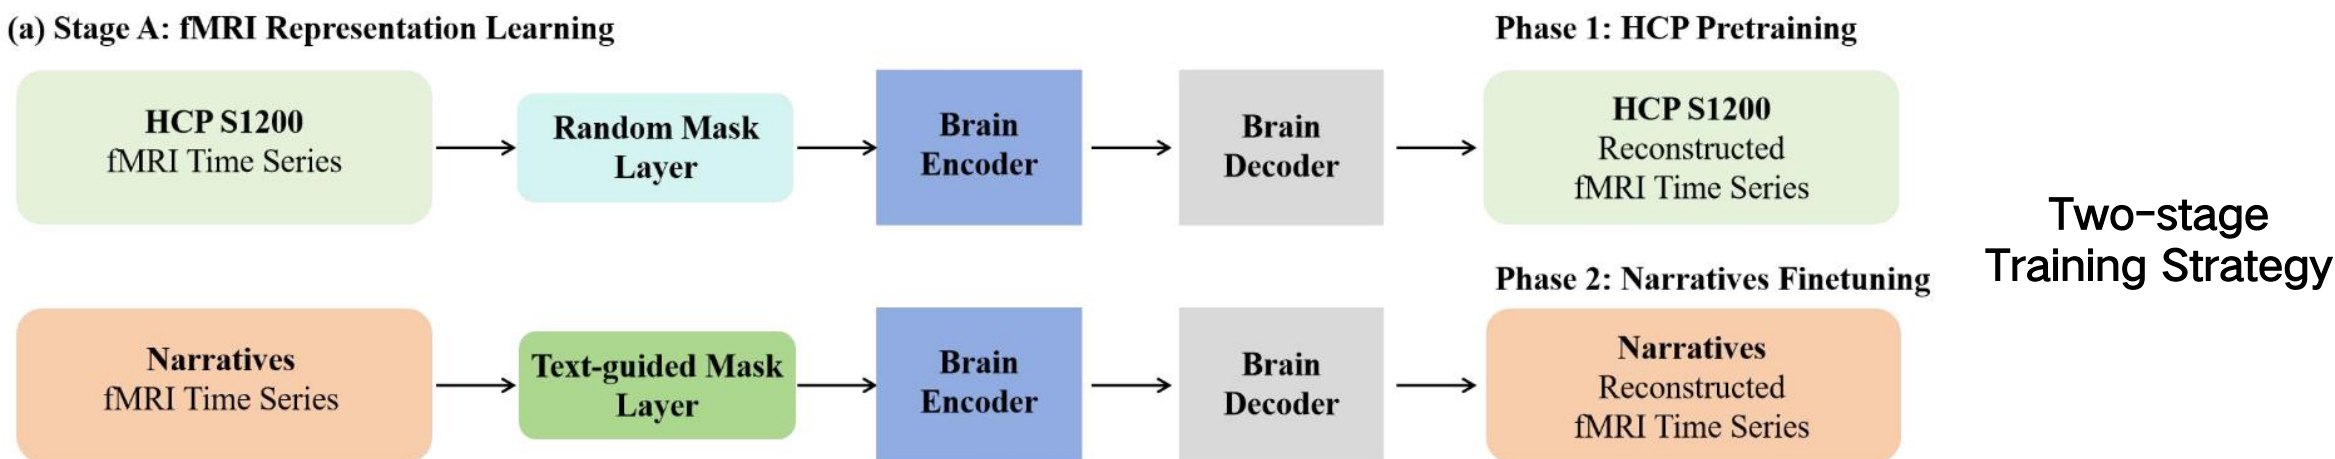 (a) Stage A: fMRI Representation Learning
Phase 1: HCP Pretraining
HCP S1200
fMRI Time Series
Random Mask
Layer
Brain
Encoder
Brain
Decoder
HCP S1200
Reconstructed
fMRI Time Series
Two-stage
Training Strategy
Phase 2: Narratives Finetuning
Narratives
fMRI Time Series
Text-guided Mask
Layer
Brain
Encoder
Brain
Decoder
Narratives
Reconstructed
fMRI Time Series